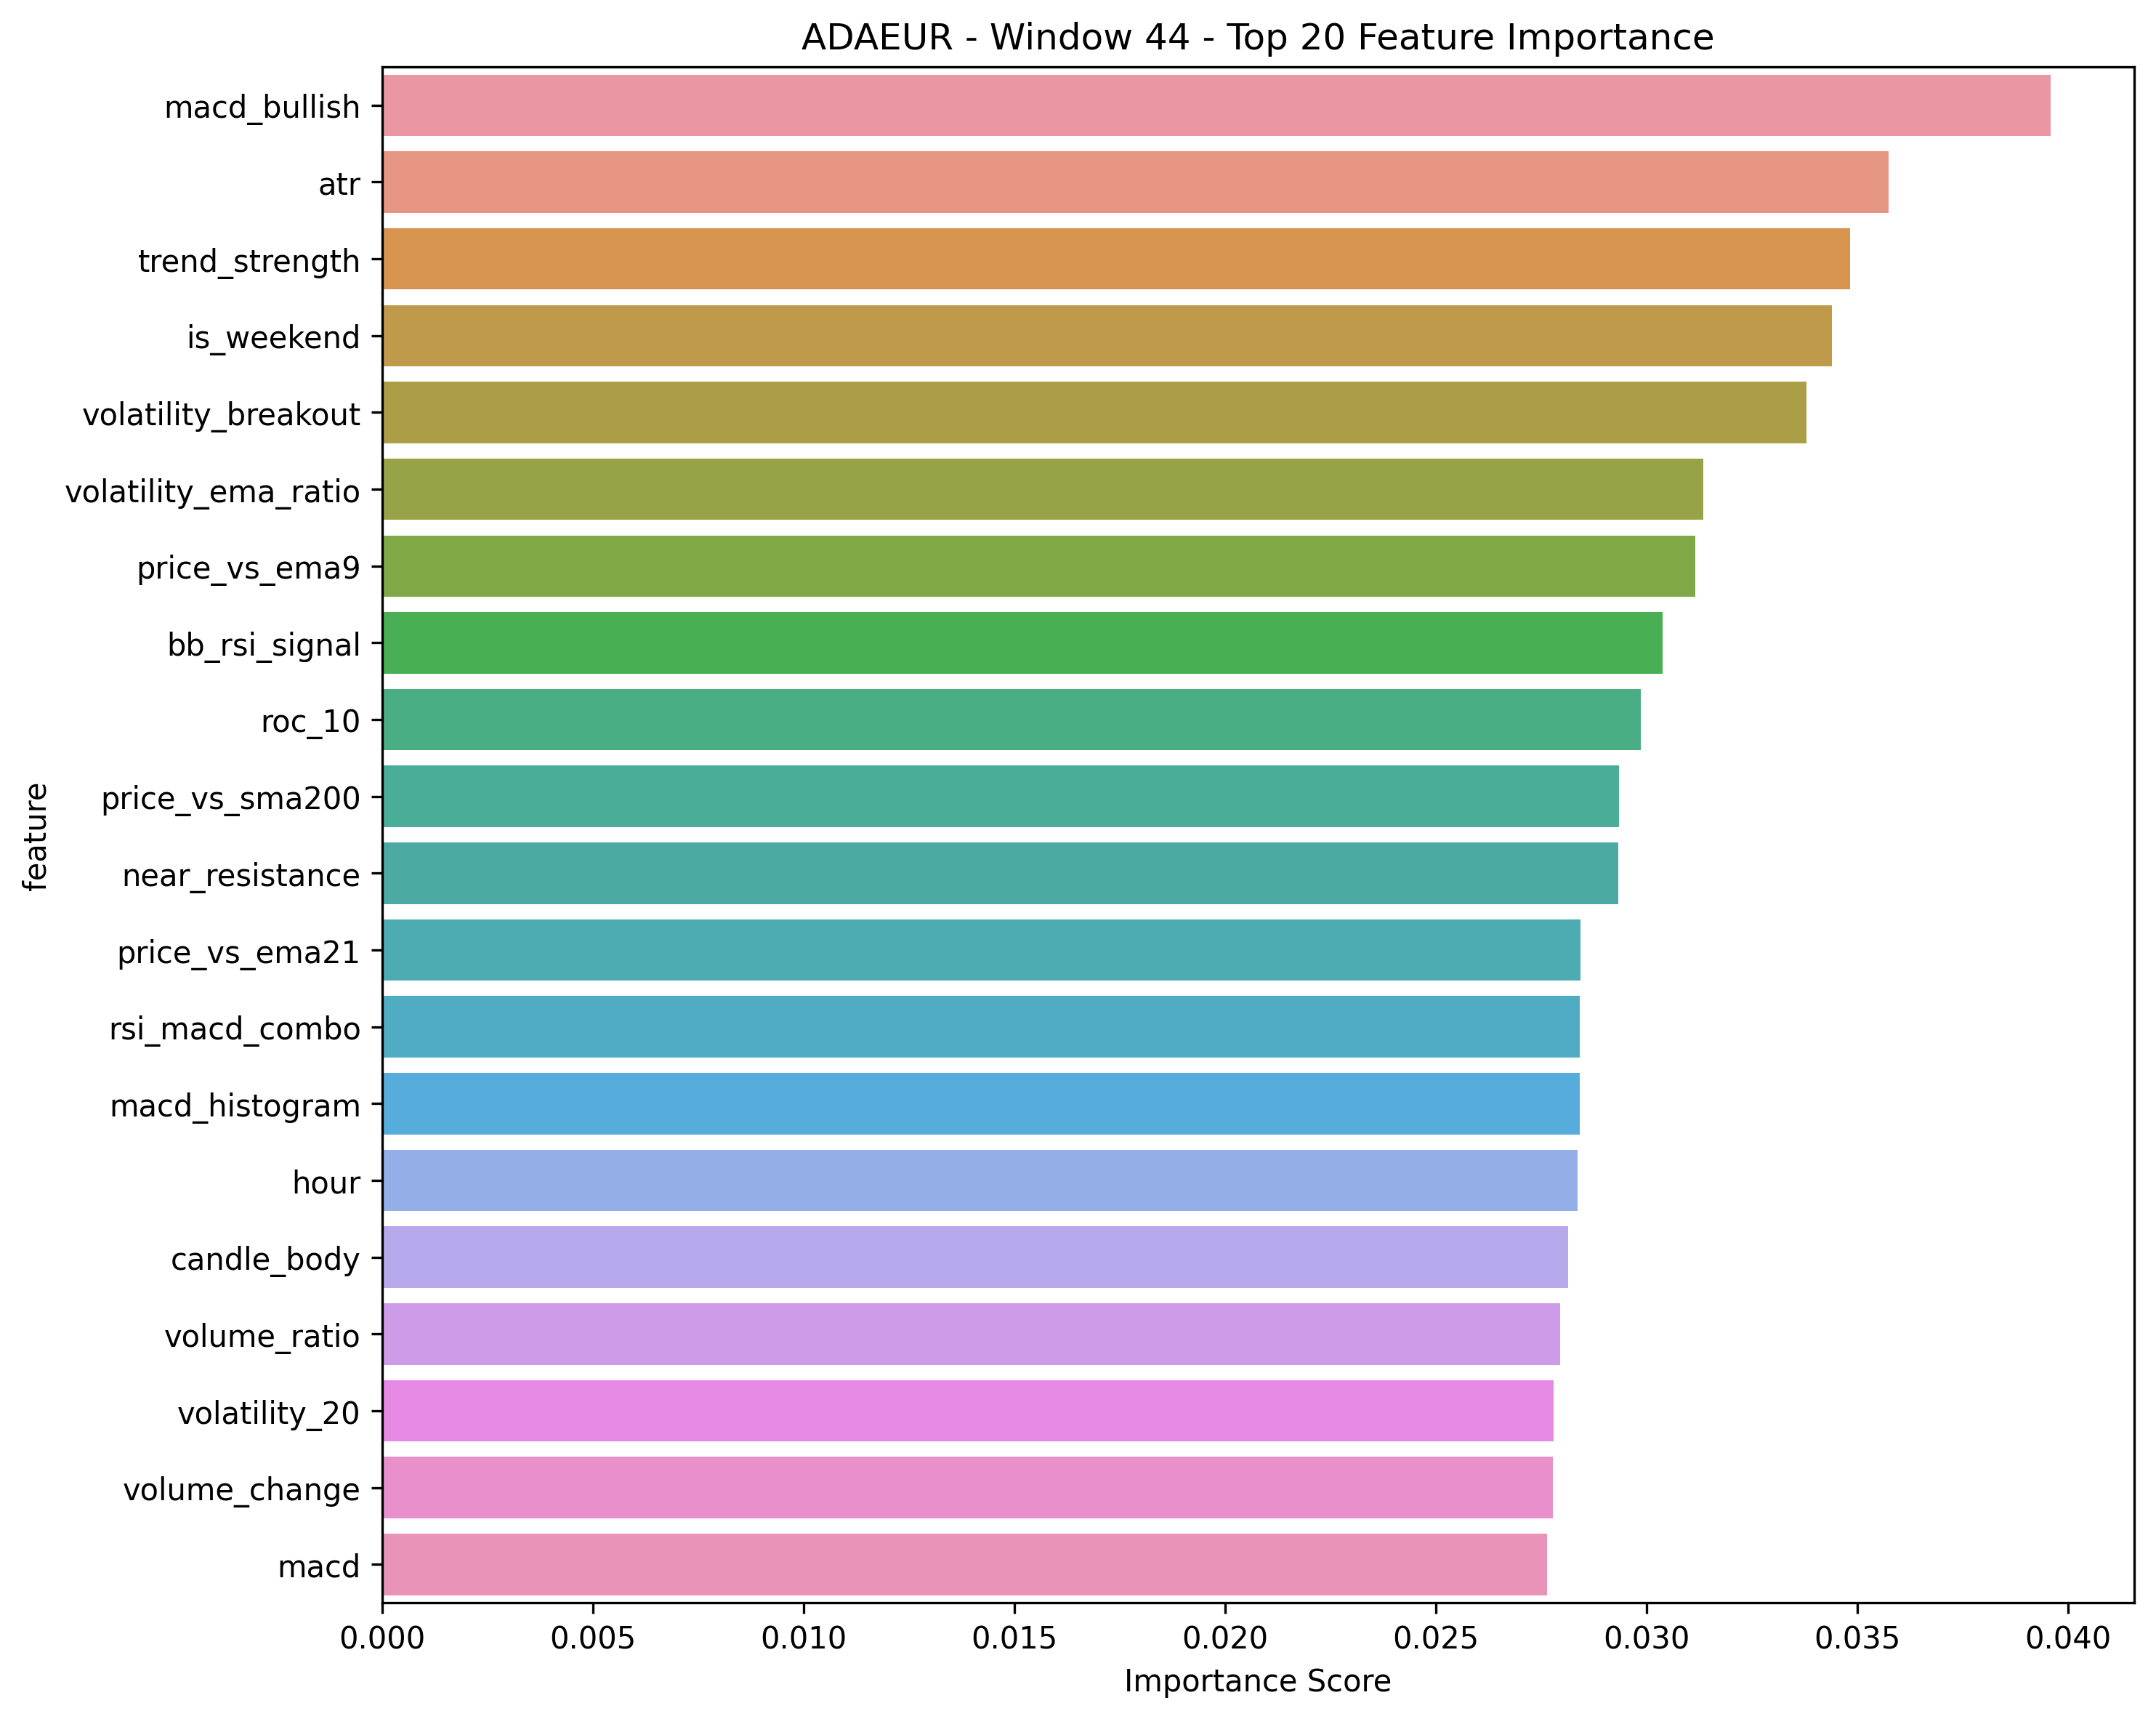 ADAEUR - Window 44 - Top 20 Feature Importance
macd_bullish
atr
trend_strength
is_weekend
volatility_breakout
volatility_ema_ratio
price_vs_ema9
bb_rsi_signal
roc_10
price_vs_sma200
near_resistance
price_vs_ema21
rsi_macd_combo
macd_histogram
hour
candle_body
volume_ratio
volatility_20
volume_change
macd
feature
0.000 0.005 0.010 0.015 0.020 0.025 0.030 0.035 0.040
Importance Score